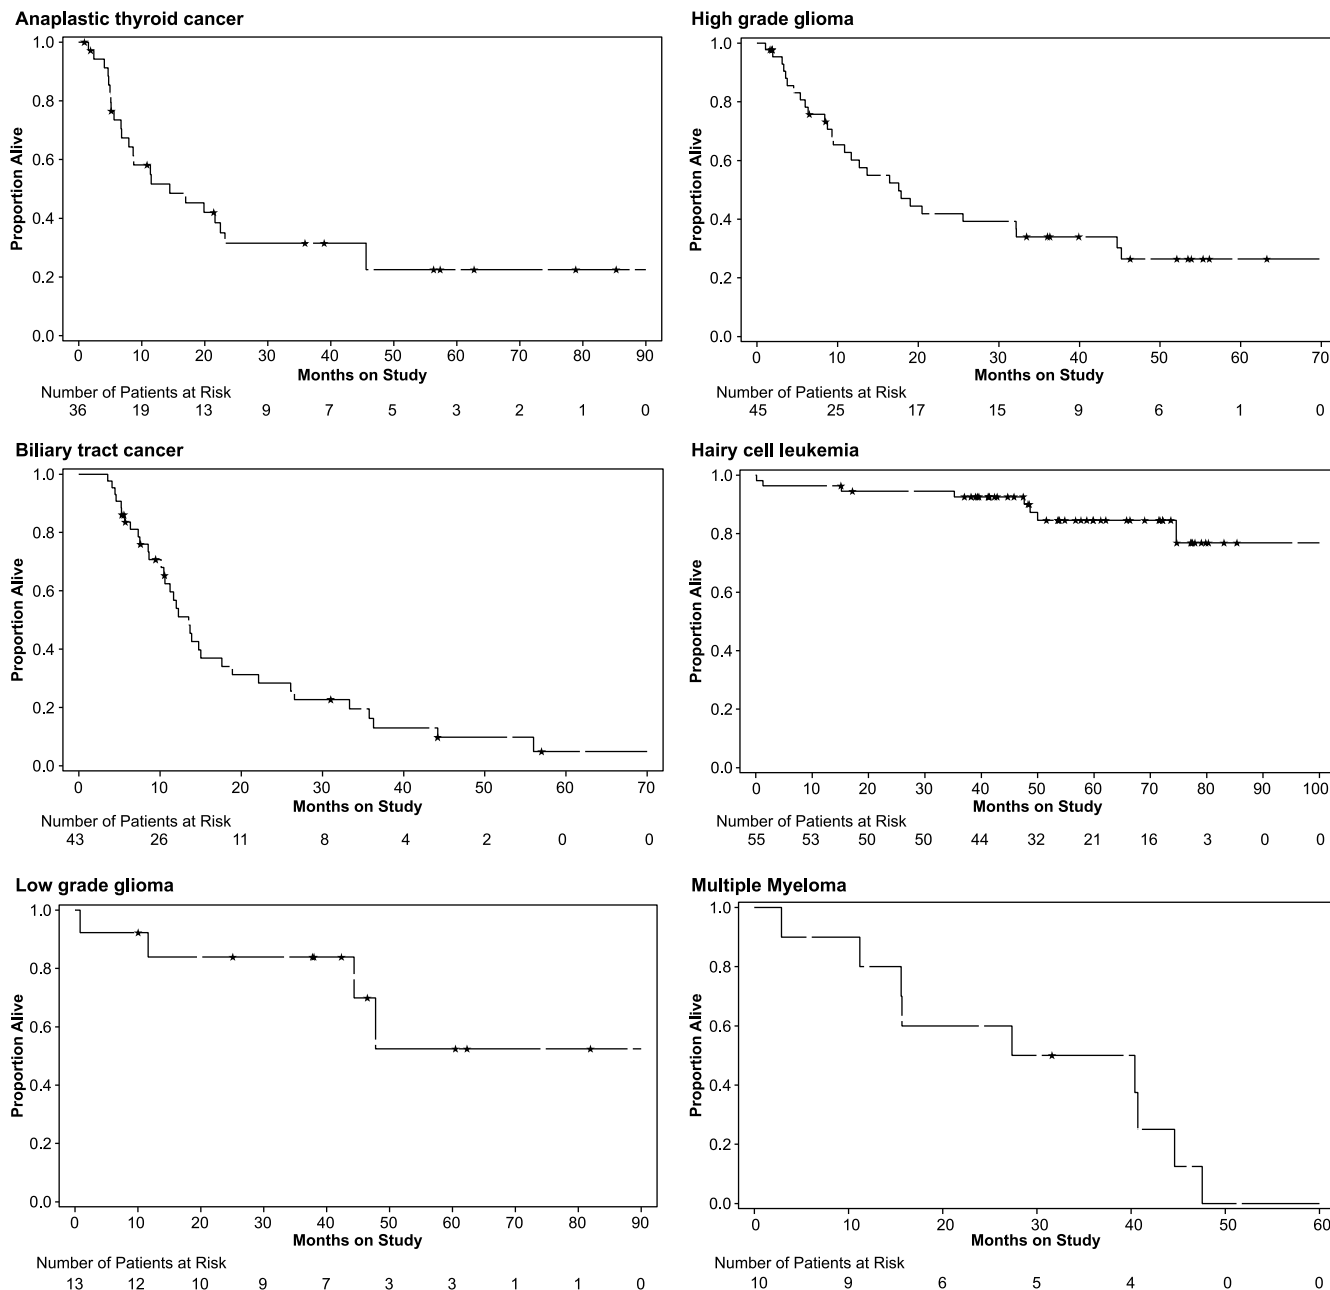 Anaplastic thyroid cancer
1.0
0.8
0.6
0.4
0.2
0.0
Proportion Alive
0 10 20 30 40 50 60 70 80 90
Months on Study
Number of Patients at Risk
36 19 13 9 7 5 3 2 1 0
High grade glioma
1.0
0.8
0.6
0.4
0.2
0.0
Proportion Alive
0 10 20 30 40 50 60 70
Months on Study
Number of Patients at Risk
45 25 17 15 9 6 1 0
Biliary tract cancer
1.0
0.8
0.6
0.4
0.2
0.0
Proportion Alive
0 10 20 30 40 50 60 70
Months on Study
Number of Patients at Risk
43 26 11 8 4 2 0 0
Hairy cell leukemia
1.0
0.8
0.6
0.4
0.2
0.0
Proportion Alive
0 10 20 30 40 50 60 70 80 90 100
Months on Study
Number of Patients at Risk
55 53 50 50 44 32 21 16 3 0 0
Low grade glioma
1.0
0.8
0.6
0.4
0.2
0.0
Proportion Alive
0 10 20 30 40 50 60 70 80 90
Months on Study
Number of Patients at Risk
13 12 10 9 7 3 3 1 1 0
Multiple Myeloma
1.0
0.8
0.6
0.4
0.2
0.0
Proportion Alive
0 10 20 30 40 50 60
Months on Study
Number of Patients at Risk
10 9 6 5 4 0 0